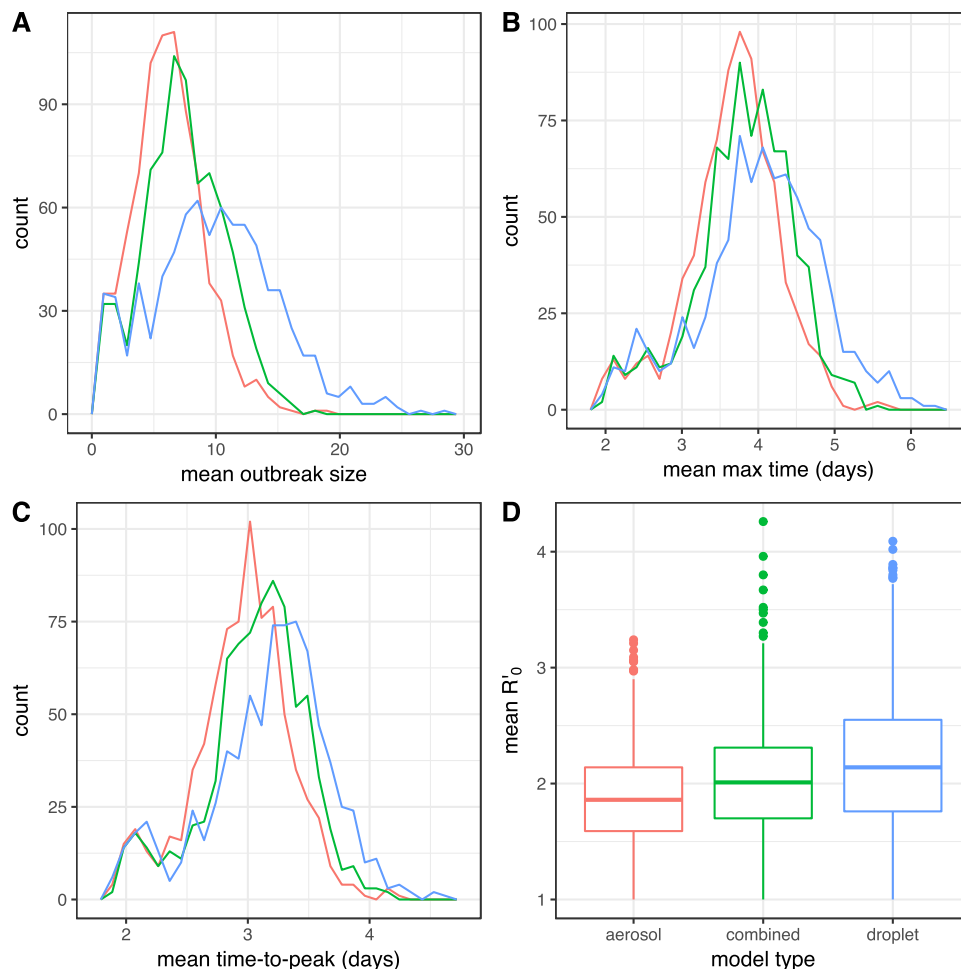 A
count
90
60
30
0
0 10 20 30
mean outbreak size
B
count
100
75
50
25
0
2 3 4 5 6
mean max time (days)
C
count
100
75
50
25
0
2 3 4
mean time-to-peak (days)
D
mean R'0
4
3
2
1
aerosol combined droplet
model type